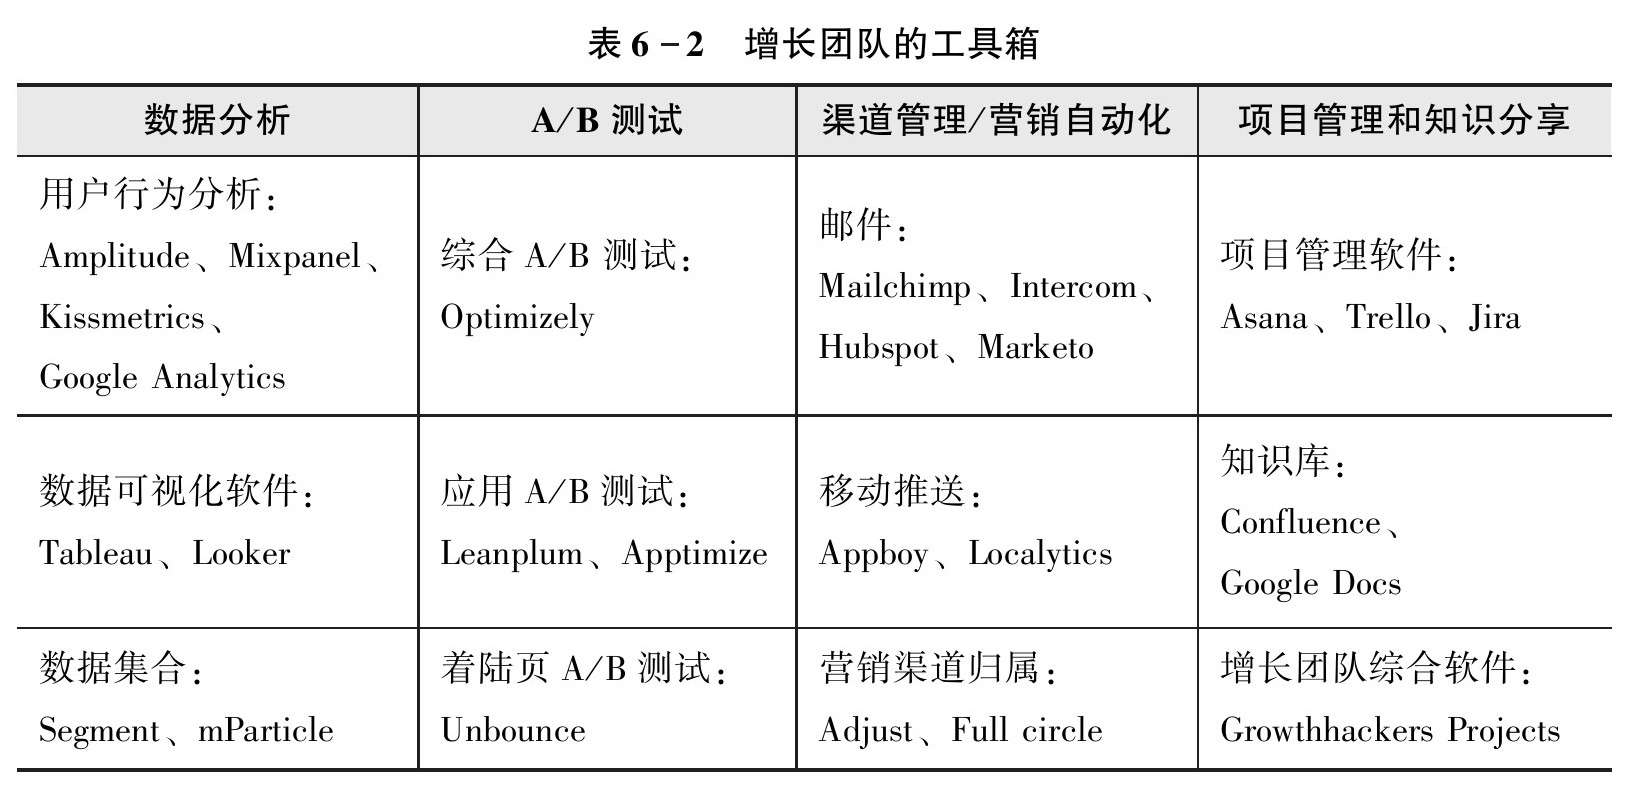 表6-2 增长团队的工具箱
数据分析
A/B 测试
渠道管理/营销自动化
项目管理和知识分享
用户行为分析：
Amplitude、Mixpanel、
Kissmetrics、
Google Analytics
综合 A/B 测试：
Optimizely
邮件：
Mailchimp、Intercom、
Hubspot、Marketo
项目管理软件：
Asana、Trello、Jira
数据可视化软件：
Tableau、Looker
应用 A/B 测试：
Leanplum、Apptimize
移动推送：
Appboy、Localytics
知识库：
Confluence、
Google Docs
数据集合：
Segment、mParticle
着陆页 A/B 测试：
Unbounce
营销渠道归属：
Adjust、Full circle
增长团队综合软件：
Growthhackers Projects